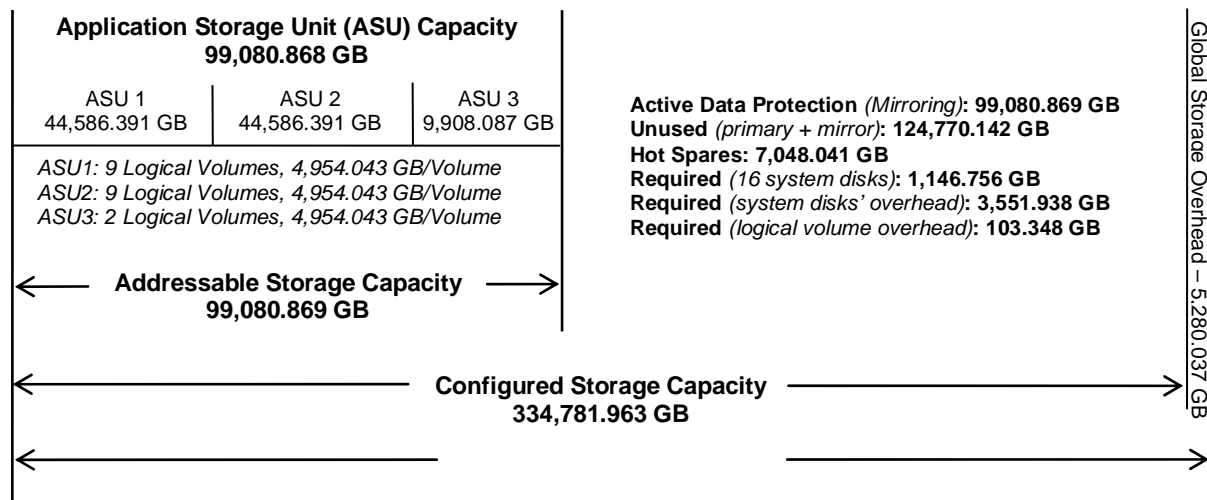 Application Storage Unit (ASU) Capacity
99,080.868 GB
ASU 1
44,586.391 GB
ASU 2
44,586.391 GB
ASU 3
9,908.087 GB
ASU1: 9 Logical Volumes, 4,954.043 GB/Volume
ASU2: 9 Logical Volumes, 4,954.043 GB/Volume
ASU3: 2 Logical Volumes, 4,954.043 GB/Volume
Addressable Storage Capacity
99,080.869 GB
Active Data Protection (Mirroring): 99,080.869 GB
Unused (primary + mirror): 124,770.142 GB
Hot Spares: 7,048.041 GB
Required (16 system disks): 1,146.756 GB
Required (system disks’ overhead): 3,551.938 GB
Required (logical volume overhead): 103.348 GB
Configured Storage Capacity
334,781.963 GB
Global Storage Overhead – 5.280.037 GB